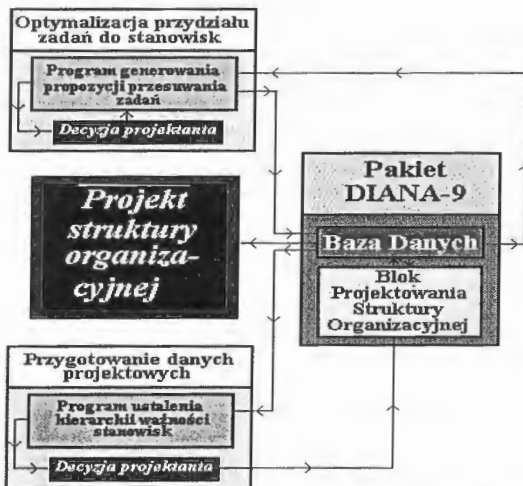 Optymalizacja przydziału
zadań do stanowisk
Program generowania
propozycji przesuwania
zadań
Decyzja projektanta
Projekt
struktury
organiza-
cyjnej
Pakiet
DIANA-9
Baza Danych
Blok
Projektowania
Struktury
Organizacyjnej
Przygotowanie danych
projektowych
Program ustalenia
hierarchii ważności
stanowisk
Decyzja projektanta